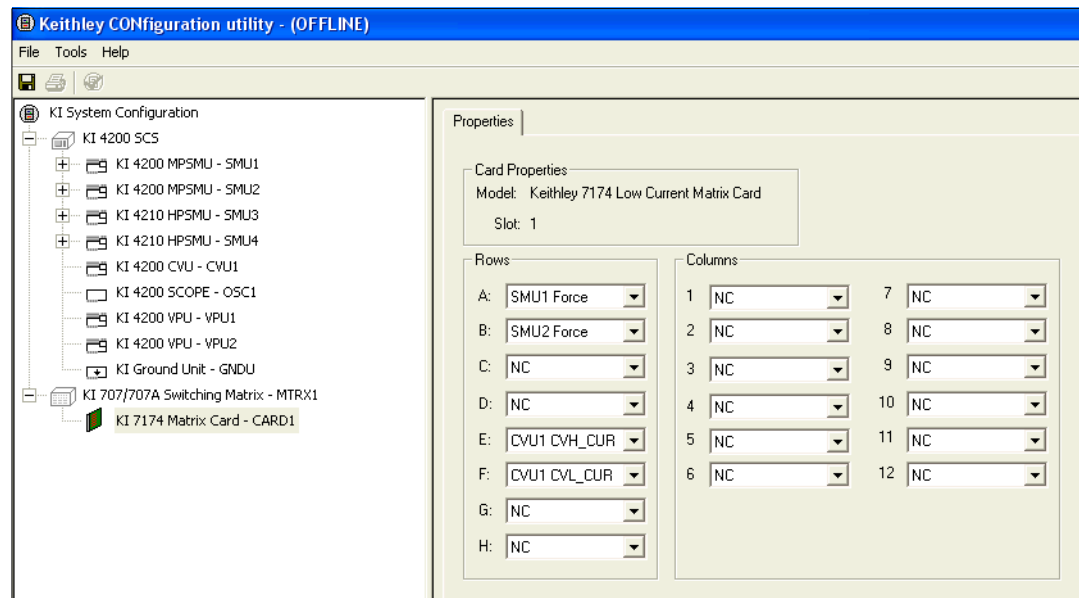 Keithley CONfiguration utility - (OFFLINE)
File Tools Help
KI System Configuration
KI 4200 SCS
KI 4200 MPSMU - SMU1
KI 4200 MPSMU - SMU2
KI 4210 HPSMU - SMU3
KI 4210 HPSMU - SMU4
KI 4200 CVU - CVU1
KI 4200 SCOPE - OSC1
KI 4200 VPU - VPU1
KI 4200 VPU - VPU2
KI Ground Unit - GNDU
KI 707/707A Switching Matrix - MTRX1
KI 7174 Matrix Card - CARD1
Properties
Card Properties
Model: Keithley 7174 Low Current Matrix Card
Slot: 1
Rows
A: SMU1 Force
B: SMU2 Force
C: NC
D: NC
E: CVU1 CVH_CUR
F: CVU1 CVL_CUR
G: NC
H: NC
Columns
1 NC 7 NC
2 NC 8 NC
3 NC 9 NC
4 NC 10 NC
5 NC 11 NC
6 NC 12 NC